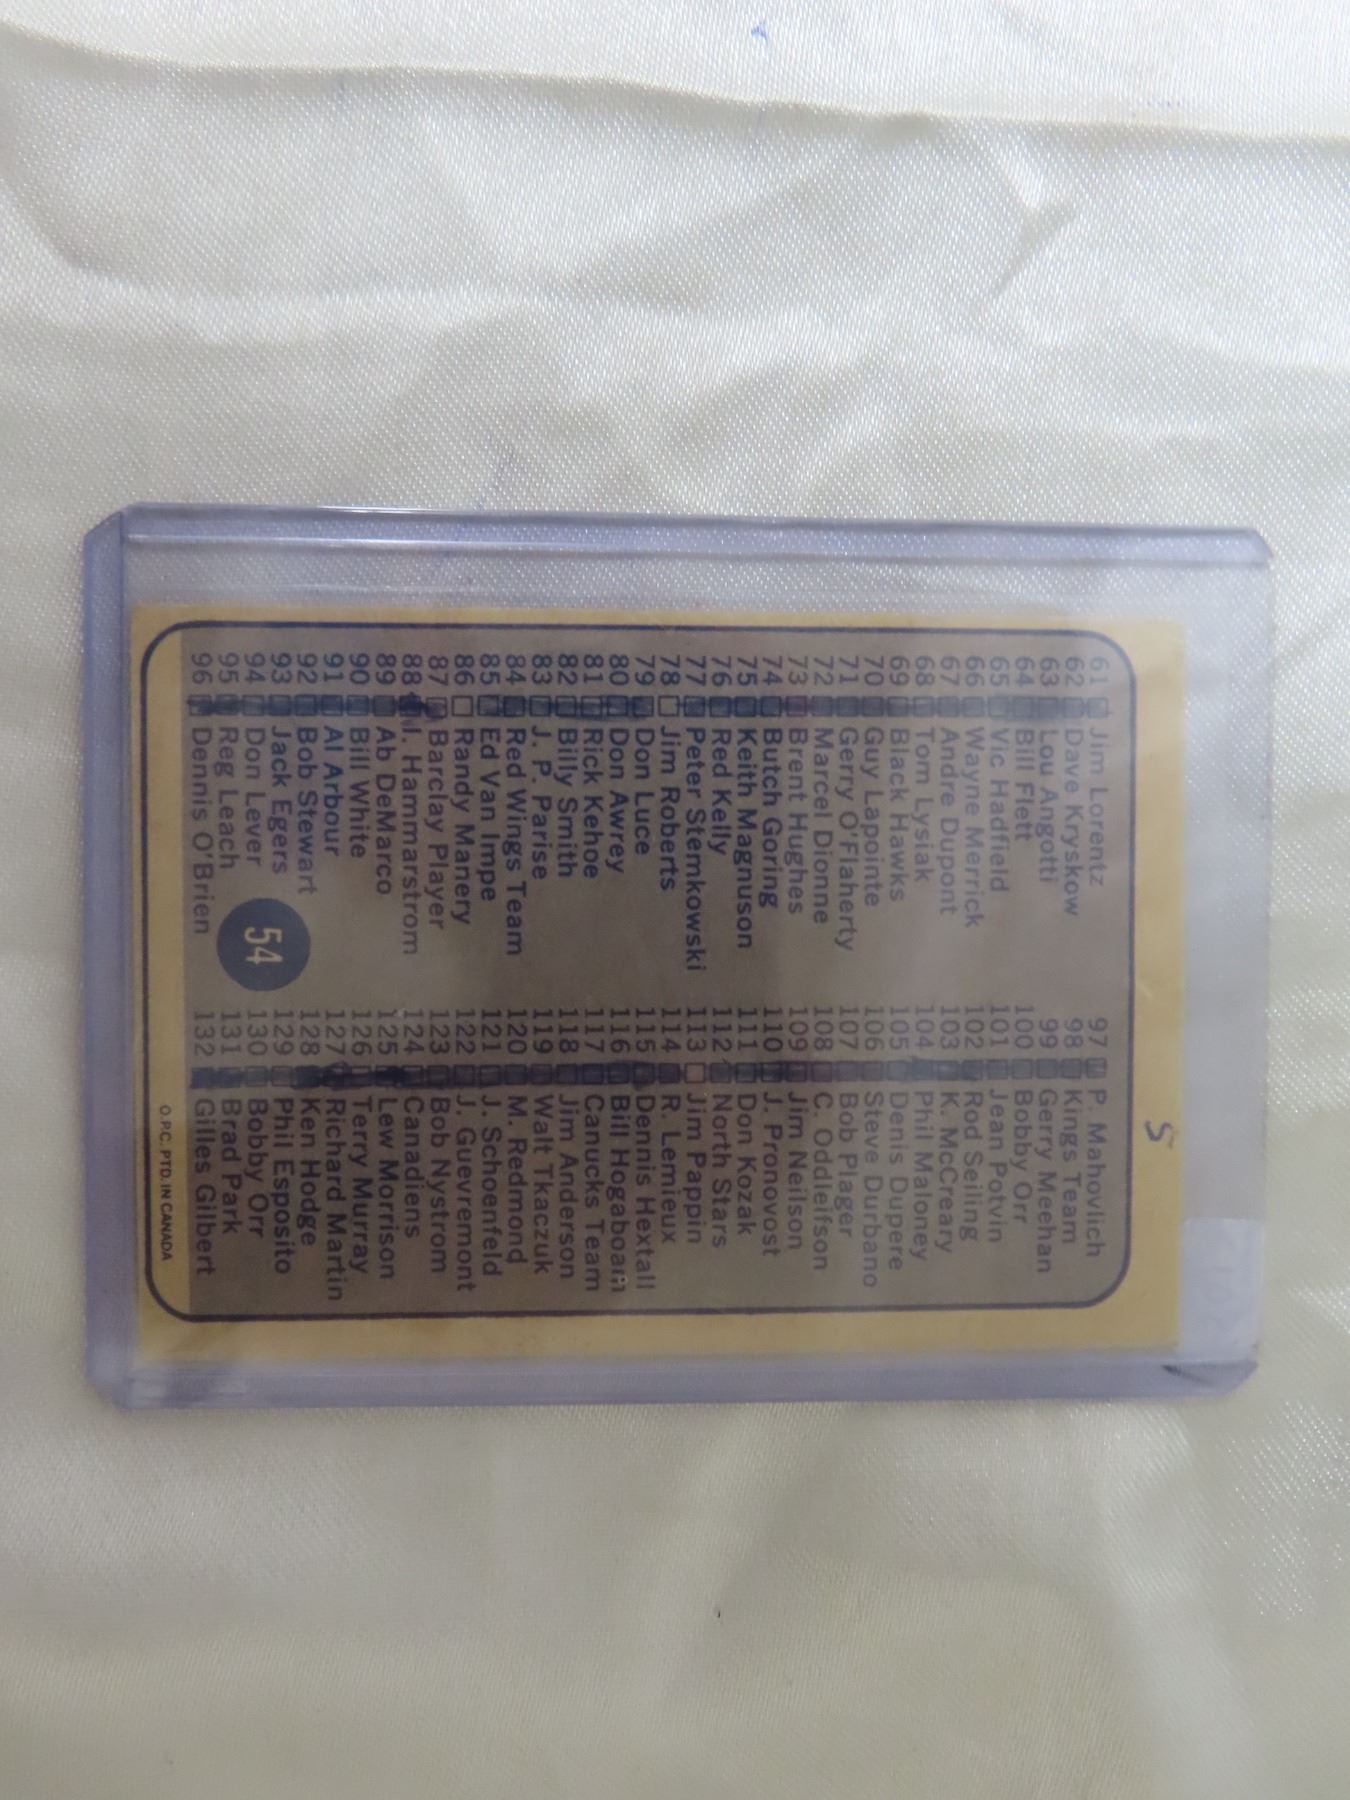 61 Jim Lorentz
62 Dave Kryskow
63 Lou Angotti
64 Bill Flett
65 Vic Hadfield
66 Wayne Merrick
67 Andre Dupont
68 Tom Lysiak
69 Black Hawks
70 Guy Lapointe
71 Gerry O'Flaherty
72 Marcel Dionne
73 Brent Hughes
74 Butch Goring
75 Keith Magnuson
76 Red Kelly
77 Peter Stemkowski
78 Jim Roberts
79 Don Luce
80 Don Awrey
81 Rick Kehoe
82 Billy Smith
83 J. P. Parise
84 Red Wings Team
85 Ed Van Impe
86 Randy Manery
87 Barclay Player
88 Hammarstrom
89 Ab DeMarco
90 Bill White
91 Al Arbour
92 Bob Stewart
93 Jack Egers
94 Don Lever
95 Reg Leach
96 Dennis O'Brien
54
97 P. Mahovlich
98 Kings Team
99 Gerry Meehan
100 Bobby Orr
101 Jean Potvin
102 Rod Seiling
103 K. McCreary
104 Phil Maloney
105 Denis Dupere
106 Steve Durbano
107 Bob Plager
108 C. Oddleifson
109 Jim Neilson
110 J. Pronovost
111 Don Kozak
112 North Stars
113 Jim Pappin
114 R. Lemieux
115 Dennis Hextall
116 Bill Hogaboam
117 Canucks Team
118 Jim Anderson
119 Walt Tkaczuk
120 M. Redmond
121 J. Schoenfeld
122 J. Guevremont
123 Bob Nystrom
124 Canadiens
125 Lew Morrison
126 Terry Murray
127 Richard Martin
128 Ken Hodge
129 Phil Esposito
130 Bobby Orr
131 Brad Park
132 Gilles Gilbert
O.P.C. PTD. IN CANADA
5